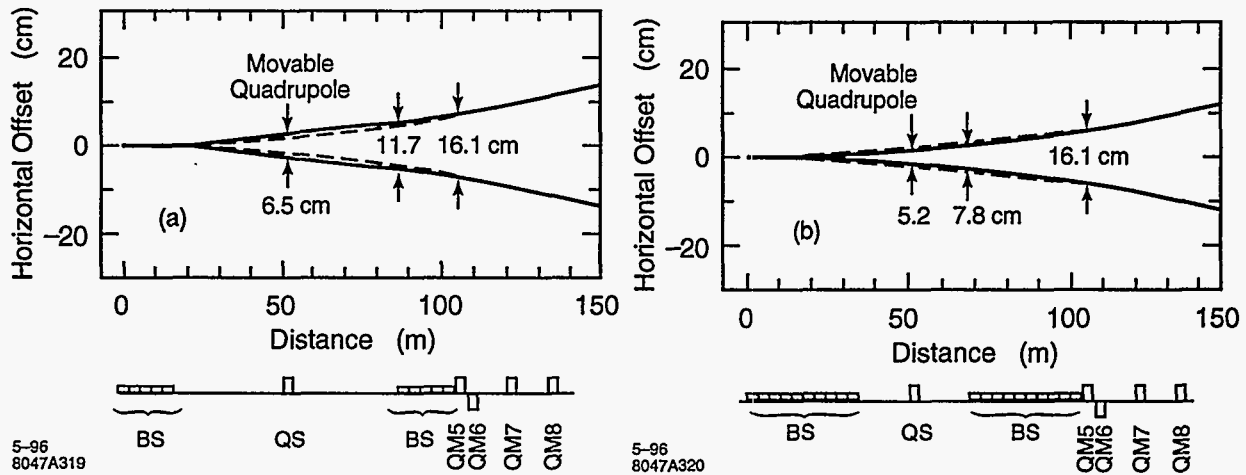 Horizontal Offset (cm)
20
0
−20
Movable
Quadrupole
11.7
16.1 cm
6.5 cm
(a)
0
50
100
150
Distance (m)
BS
QS
BS
QM5
QM6
QM7
QM8
5–96
8047A319
Horizontal Offset (cm)
20
0
−20
Movable
Quadrupole
16.1 cm
5.2
7.8 cm
(b)
0
50
100
150
Distance (m)
BS
QS
BS
QM5
QM6
QM7
QM8
5–96
8047A320